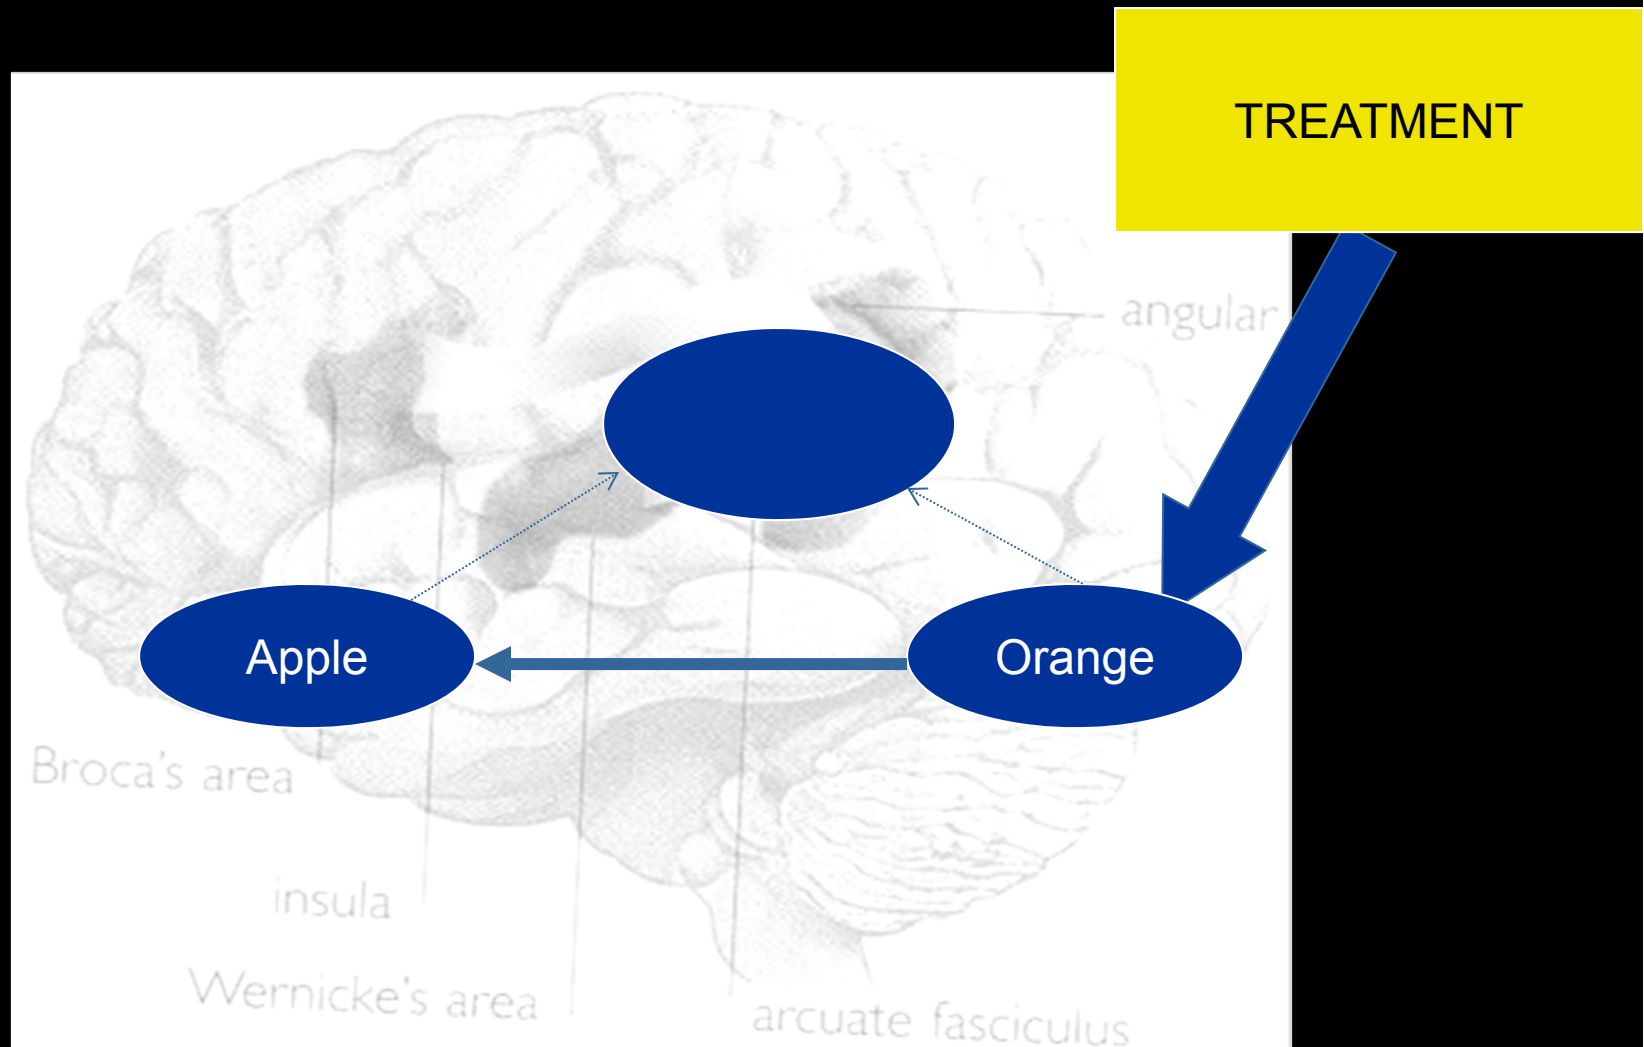 TREATMENT
angular
Apple
Orange
Broca's area
insula
Wernicke's area
arcuate fasciculus